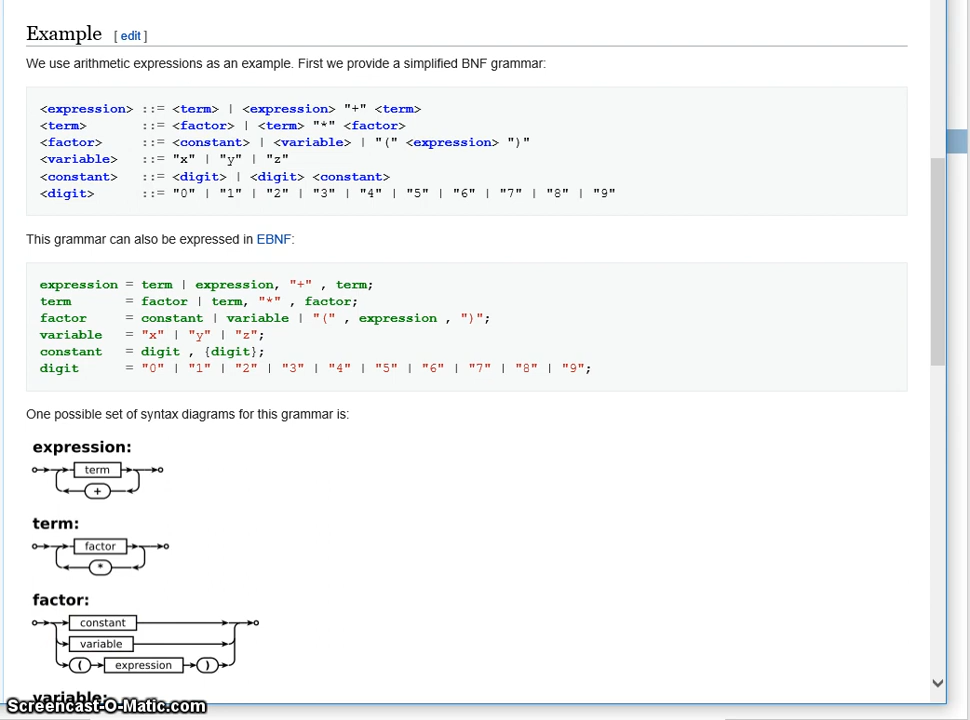 Example [ edit ]
We use arithmetic expressions as an example. First we provide a simplified BNF grammar:
<expression> ::= <term> | <expression> "+" <term>
<term> ::= <factor> | <term> "*" <factor>
<factor> ::= <constant> | <variable> | "(" <expression> ")"
<variable> ::= "x" | "y" | "z"
<constant> ::= <digit> | <digit> <constant>
<digit> ::= "0" | "1" | "2" | "3" | "4" | "5" | "6" | "7" | "8" | "9"
This grammar can also be expressed in EBNF:
expression = term | expression, "+" , term;
term = factor | term, "*" , factor;
factor = constant | variable | "(" , expression , ")";
variable = "x" | "y" | "z";
constant = digit , {digit};
digit = "0" | "1" | "2" | "3" | "4" | "5" | "6" | "7" | "8" | "9";
One possible set of syntax diagrams for this grammar is:
expression:
term
+
term:
factor
*
factor:
constant
variable
( expression )
variable:
Screencast-O-Matic.com